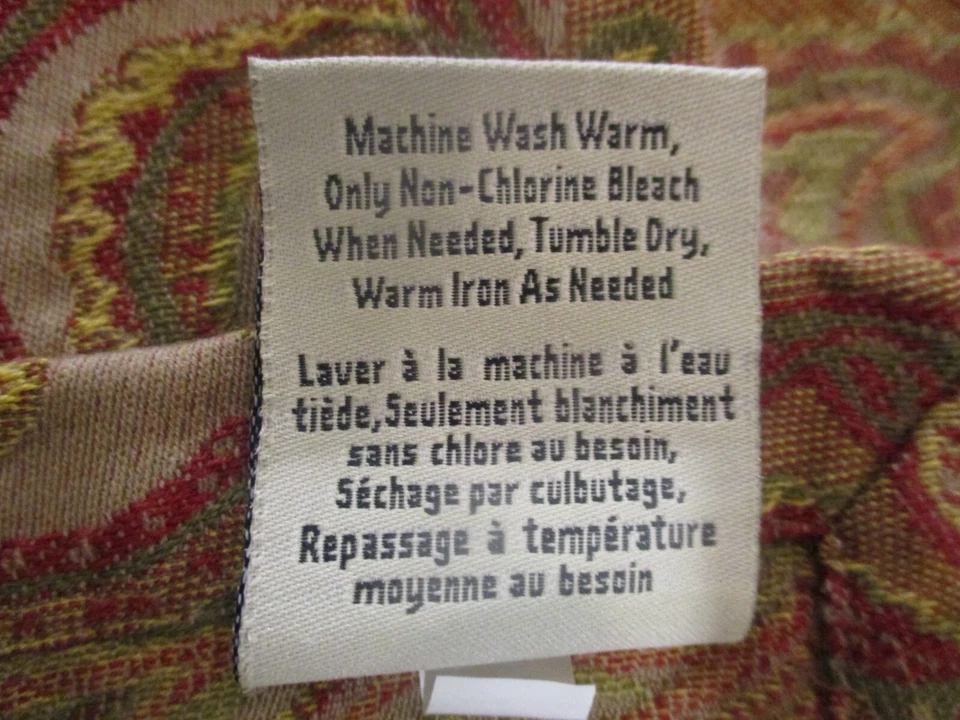 Machine Wash Warm,
Only Non-Chlorine Bleach
When Needed, Tumble Dry,
Warm Iron As Needed
Laver à la machine à l'eau
tiède,Seulement blanchiment
sans chlore au besoin,
Séchage par culbutage,
Repassage à température
moyenne au besoin